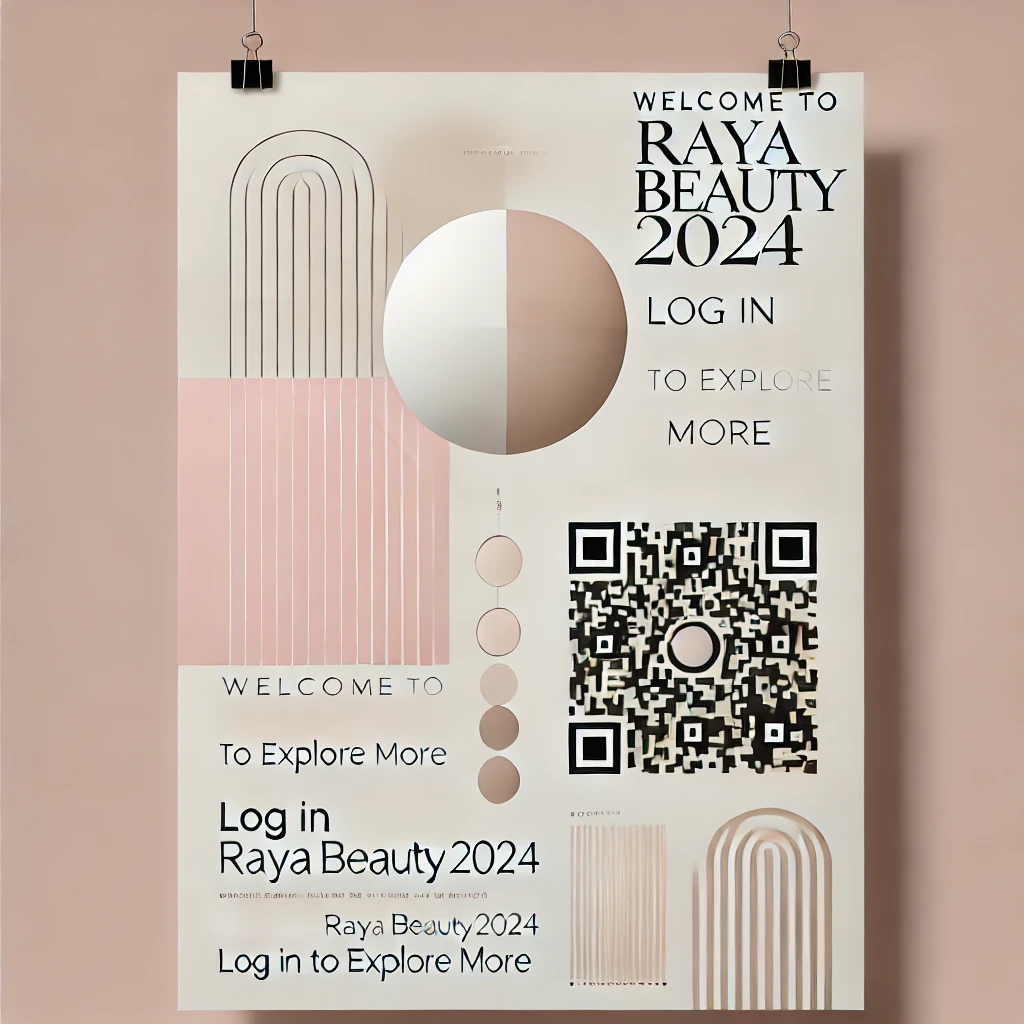 WELCOME TO
RAYA
BEAUTY
2024
LOG IN
TO EXPLORE
MORE
WELCOME TO
To Explore More
Log in
Raya Beauty 2024
Raya Beauty 2024
Log in to Explore More